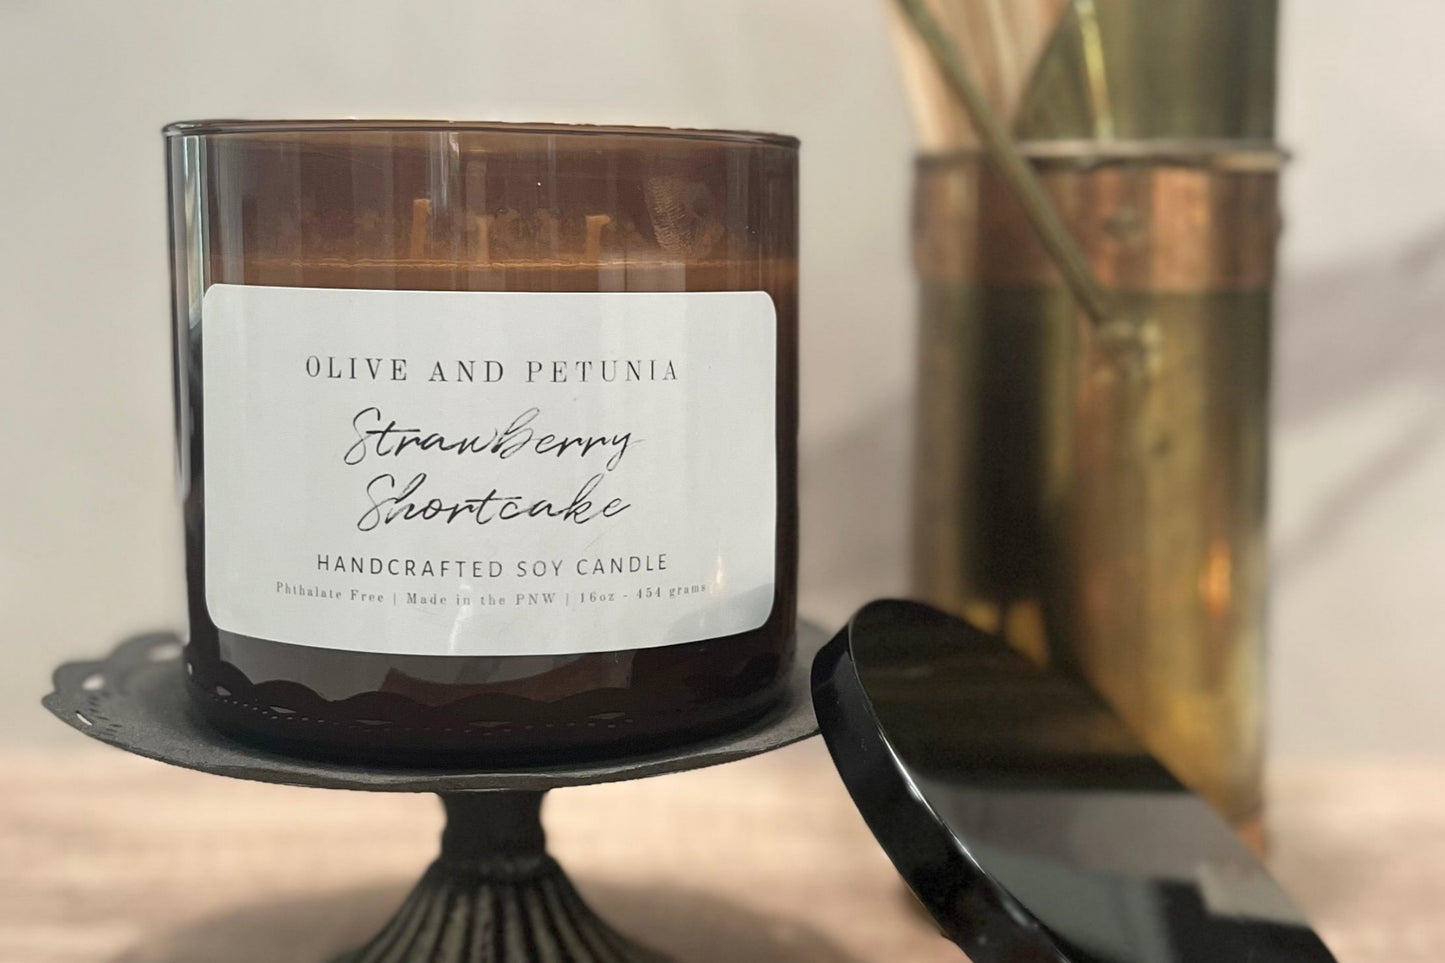 OLIVE AND PETUNIA
Strawberry
Shortcake
HANDCRAFTED SOY CANDLE
Phthalate Free | Made in the PNW | 16oz - 454 grams